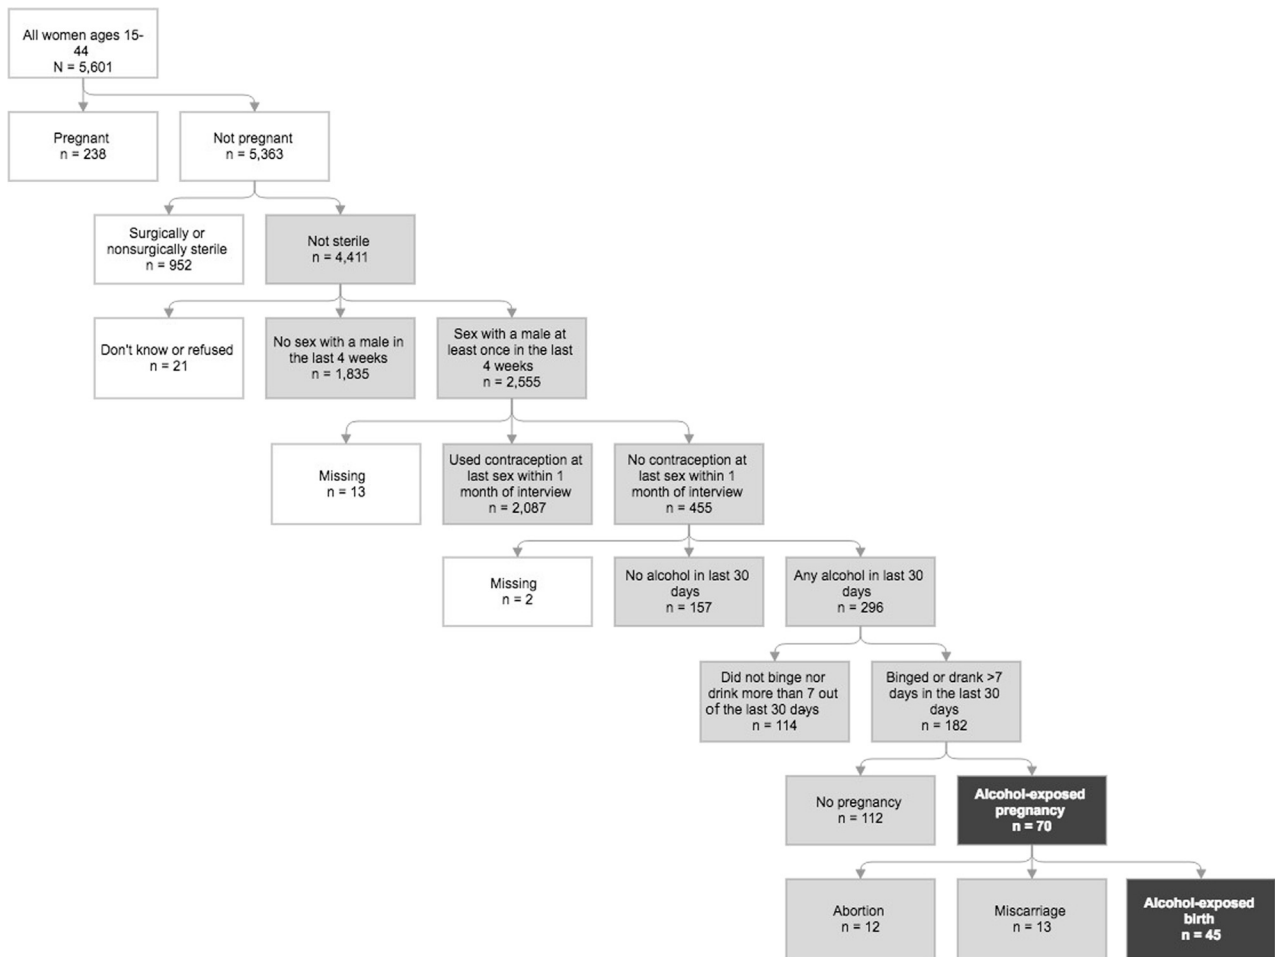 All women ages 15-
44
N = 5,601
Pregnant
n = 238
Not pregnant
n = 5,363
Surgically or
nonsurgically sterile
n = 952
Not sterile
n = 4,411
Don't know or refused
n = 21
No sex with a male in
the last 4 weeks
n = 1,835
Sex with a male at
least once in the last
4 weeks
n = 2,555
Missing
n = 13
Used contraception at
last sex within 1
month of interview
n = 2,087
No contraception at
last sex within 1
month of interview
n = 455
Missing
n = 2
No alcohol in last 30
days
n = 157
Any alcohol in last 30
days
n = 296
Did not binge nor
drink more than 7 out
of the last 30 days
n = 114
Binged or drank >7
days in the last 30
days
n = 182
No pregnancy
n = 112
Alcohol-exposed
pregnancy
n = 70
Abortion
n = 12
Miscarriage
n = 13
Alcohol-exposed
birth
n = 45